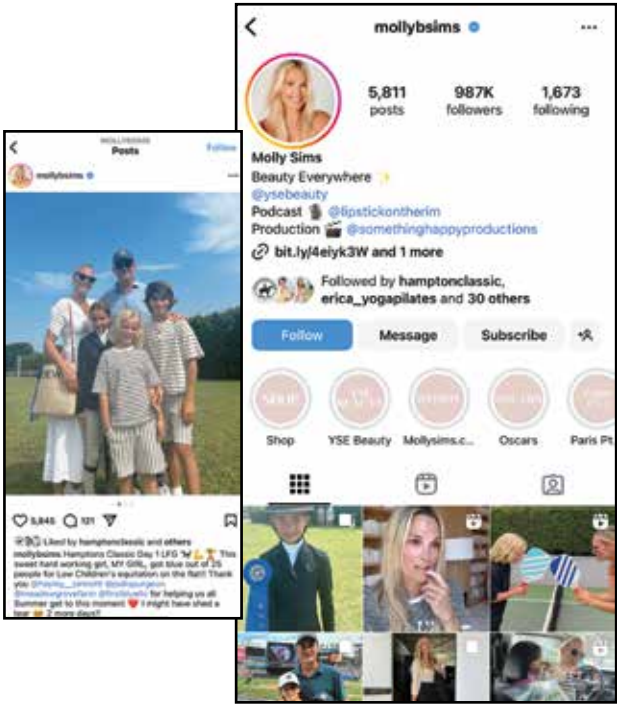 MOLLYBSIMS
Posts
Follow
mollybsims
5,845 121
Liked by hamptonclassic and others
mollybsims Hamptons Classic Day 1 LFG This
sweet hard working girl, MY GIRL, got blue out of 25
people for Low Children's equitation on the flat!! Thank
you
for helping us all
Summer get to this moment I might have shed a
tear 2 more days!!
mollybsims
5,811 987K 1,673
posts followers following
Molly Sims
Beauty Everywhere
@ysebeauty
Podcast @lipstickontherim
Production @somethinghappyproductions
bit.ly/4eiyk3W and 1 more
Followed by hamptonclassic,
erica_yogapilates and 30 others
Follow Message Subscribe
SHOP YSE BEAUTY
Shop YSE Beauty Mollysims.c... Oscars Paris Pt.